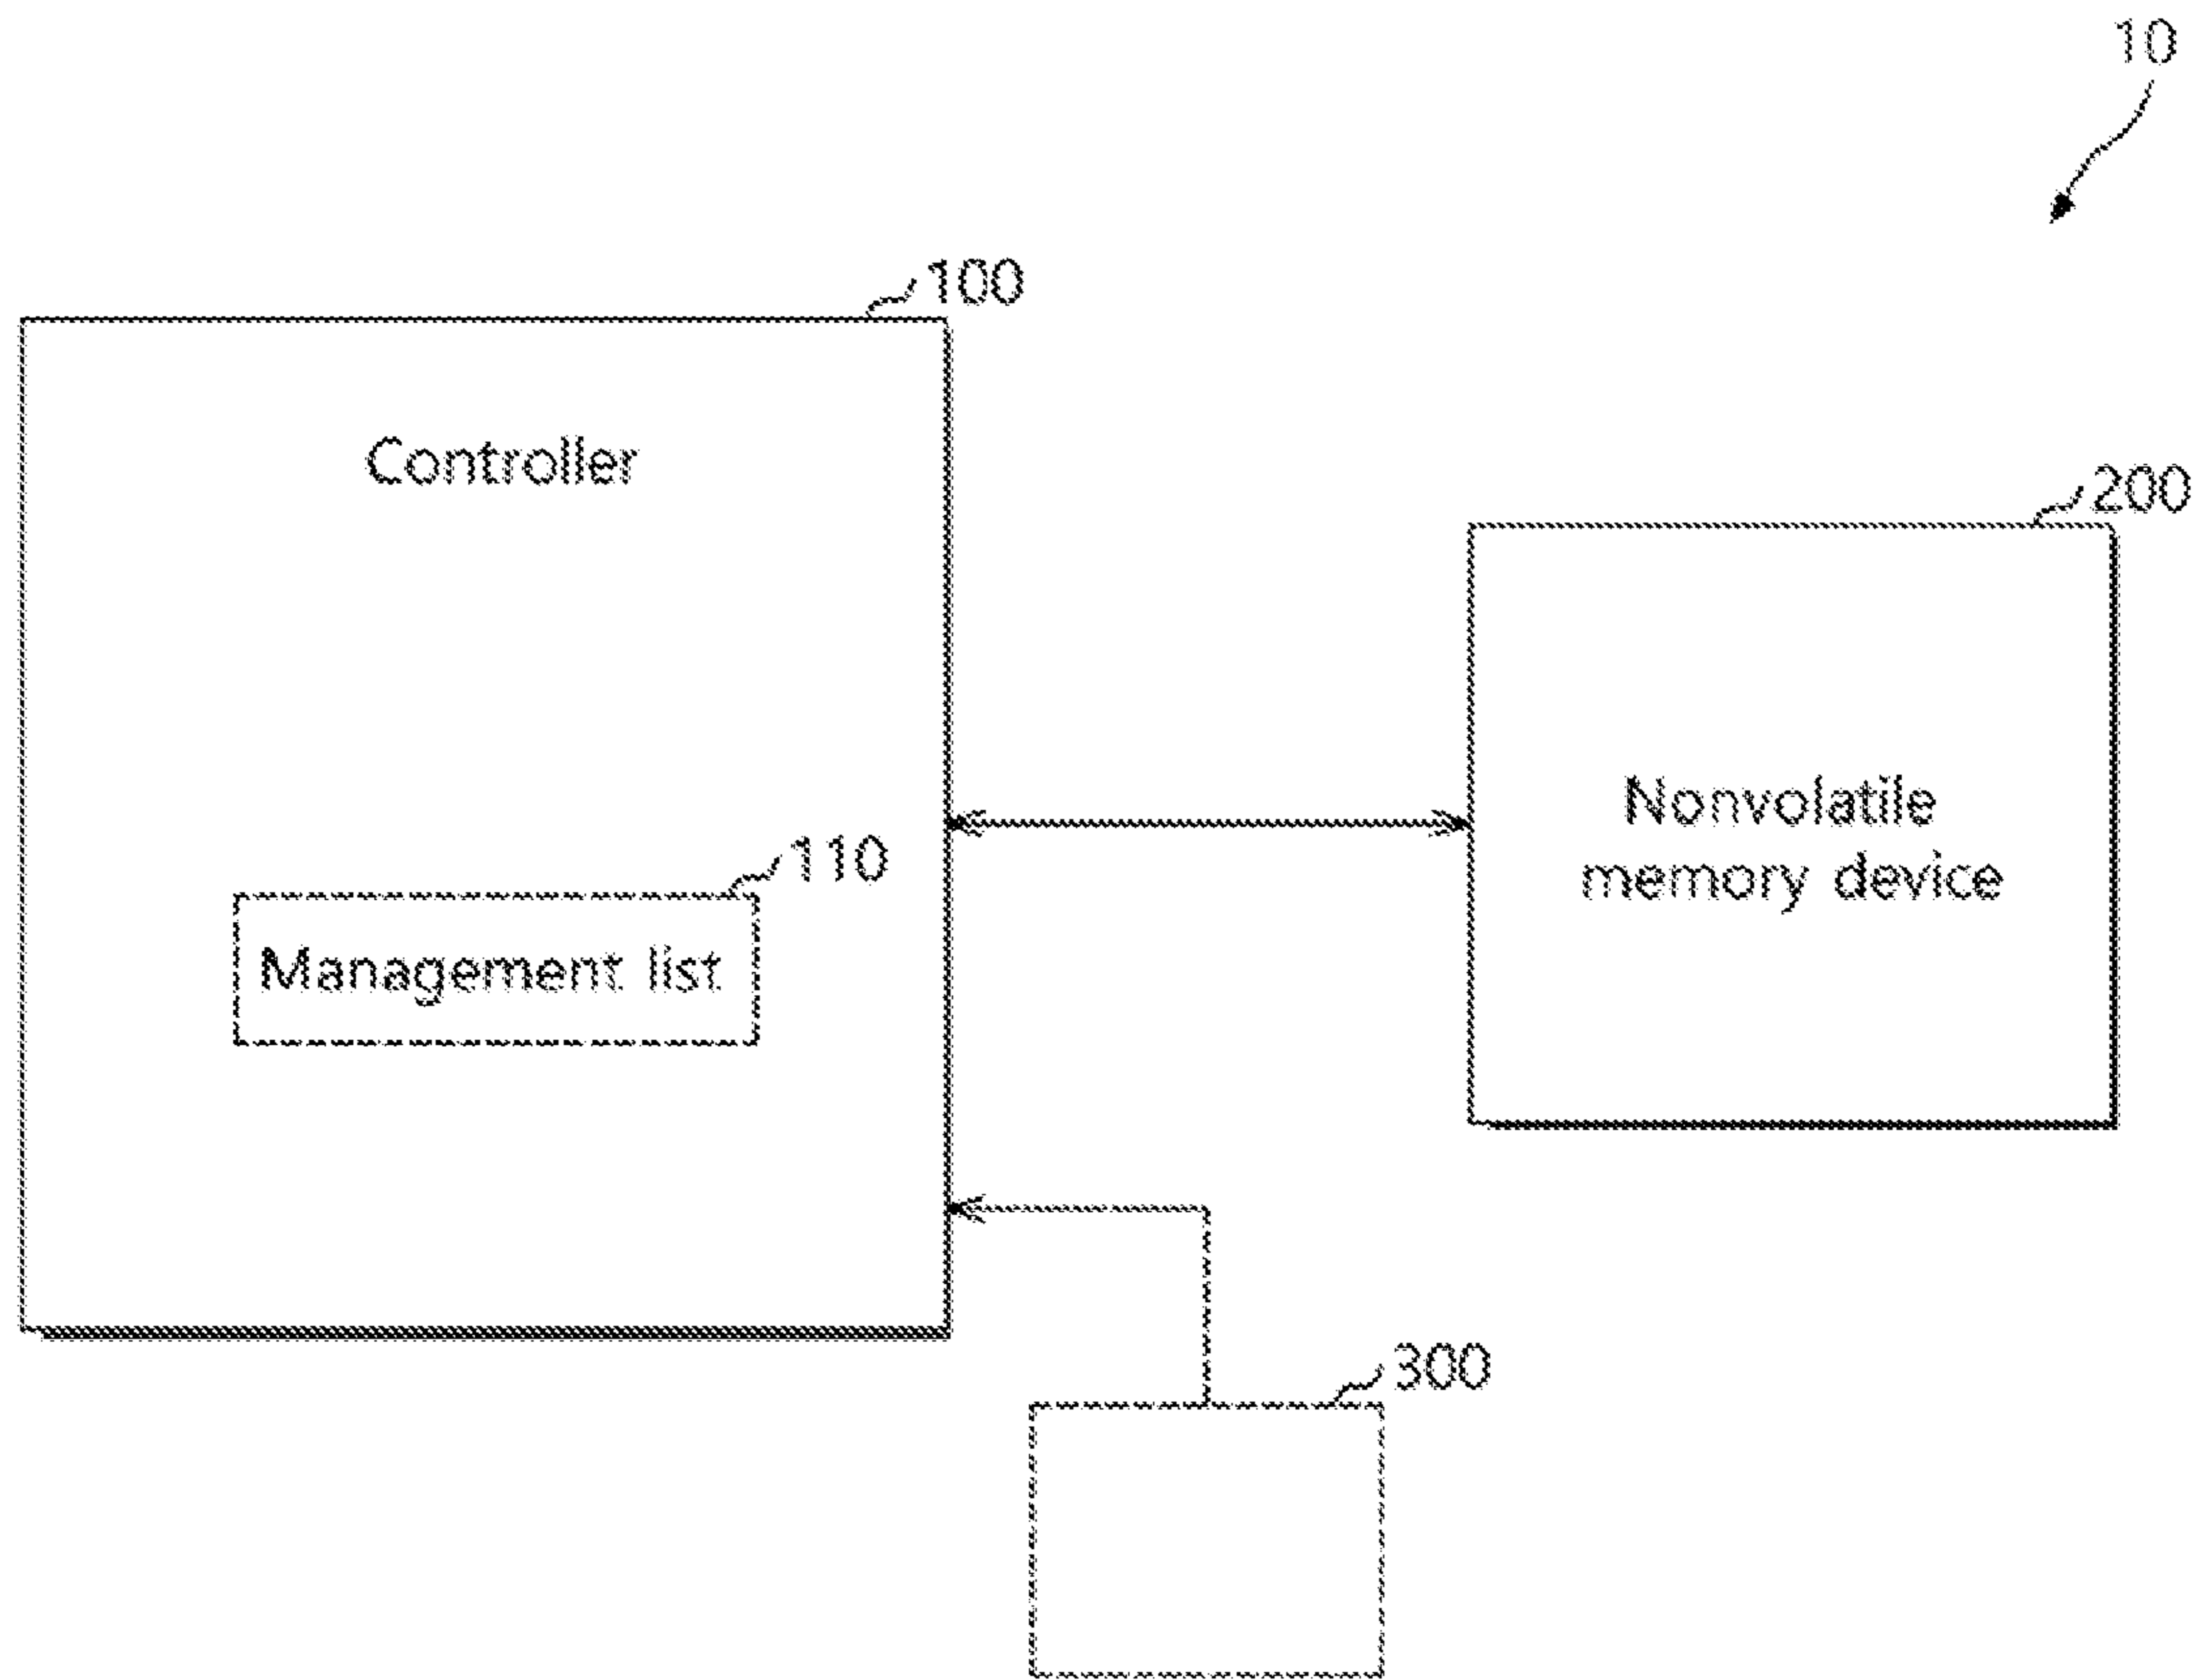 10
100
Controller
200
Nonvolatile
memory device
110
Management list
300